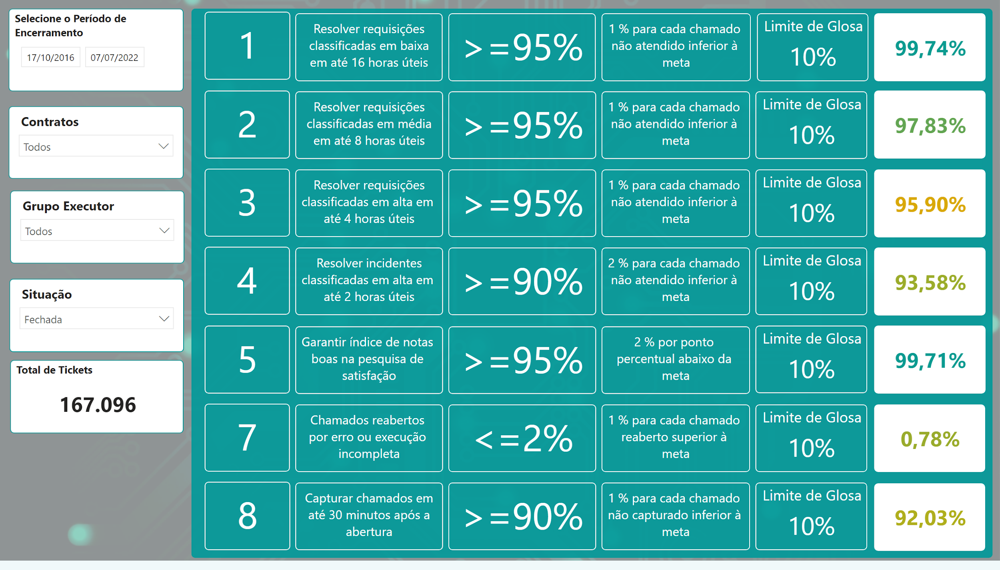 Selecione o Período de
Encerramento
17/10/2016 07/07/2022
Contratos
Todos
Grupo Executor
Todos
Situação
Fechada
Total de Tickets
167.096
1
Resolver requisições
classificadas em baixa
em até 16 horas úteis
>=95%
1 % para cada chamado
não atendido inferior à
meta
Limite de Glosa
10%
99,74%
2
Resolver requisições
classificadas em média
em até 8 horas úteis
>=95%
1 % para cada chamado
não atendido inferior à
meta
Limite de Glosa
10%
97,83%
3
Resolver requisições
classificadas em alta em
até 4 horas úteis
>=95%
1 % para cada chamado
não atendido inferior à
meta
Limite de Glosa
10%
95,90%
4
Resolver incidentes
classificadas em alta em
até 2 horas úteis
>=90%
2 % para cada chamado
não atendido inferior à
meta
Limite de Glosa
10%
93,58%
5
Garantir índice de notas
boas na pesquisa de
satisfação
>=95%
2 % por ponto
percentual abaixo da
meta
Limite de Glosa
10%
99,71%
7
Chamados reabertos
por erro ou execução
incompleta
<=2%
1 % para cada chamado
reaberto superior à
meta
Limite de Glosa
10%
0,78%
8
Capturar chamados em
até 30 minutos após a
abertura
>=90%
1 % para cada chamado
não capturado inferior à
meta
Limite de Glosa
10%
92,03%